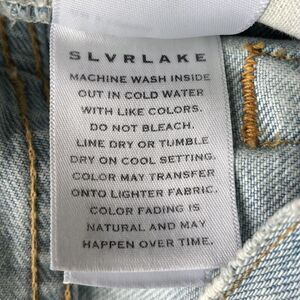 SLVRLAKE
MACHINE WASH INSIDE
OUT IN COLD WATER
WITH LIKE COLORS.
DO NOT BLEACH.
LINE DRY OR TUMBLE
DRY ON COOL SETTING.
COLOR MAY TRANSFER
ONTO LIGHTER FABRIC.
COLOR FADING IS
NATURAL AND MAY
HAPPEN OVER TIME.